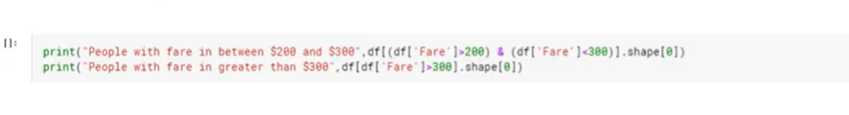 []:
print("People with fare in between $200 and $300",df[(df['Fare']>200) & (df['Fare']<300)].shape[0])
print("People with fare in greater than $300",df[df['Fare']>300].shape[0])